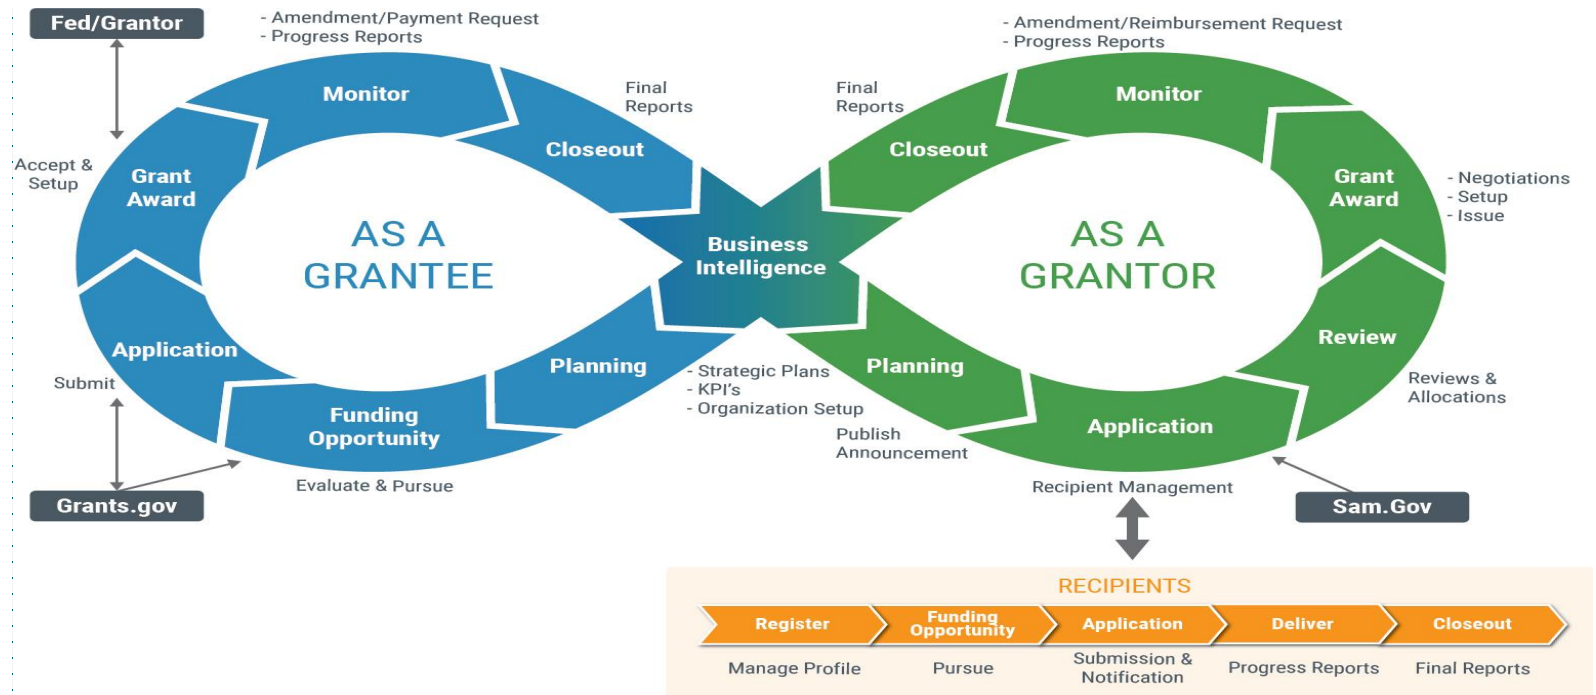 Fed/Grantor
- Amendment/Payment Request
- Progress Reports
- Amendment/Reimbursement Request
- Progress Reports
Monitor
Final
Reports
Closeout
Accept &
Setup
Grant
Award
AS A
GRANTEE
Application
Submit
Grants.gov
Funding
Opportunity
Evaluate & Pursue
Planning
- Strategic Plans
- KPI's
- Organization Setup
Business
Intelligence
Final
Reports
Closeout
Monitor
Grant
Award
- Negotiations
- Setup
- Issue
AS A
GRANTOR
Review
Reviews &
Allocations
Planning
Publish
Announcement
Application
Recipient Management
Sam.Gov
RECIPIENTS
Register
Funding
Opportunity
Application
Deliver
Closeout
Manage Profile
Pursue
Submission &
Notification
Progress Reports
Final Reports